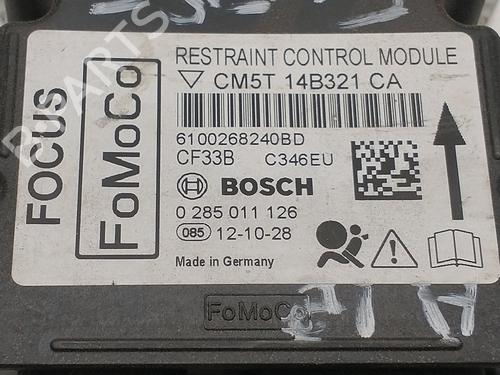 RESTRAINT CONTROL MODULE
CM5T 14B321 CA
6100268240BD
CF33B C346EU
BOSCH
0 285 011 126
085 12-10-28
Made in Germany
FOCUS
FoMoCo
FoMoCo